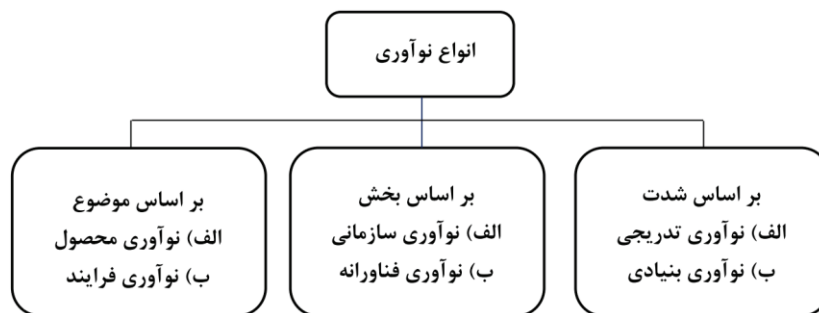 انواع نوآوری
بر اساس شدت
الف) نوآوری تدریجی
ب) نوآوری بنیادی
بر اساس بخش
الف) نوآوری سازمانی
ب) نوآوری فناورانه
بر اساس موضوع
الف) نوآوری محصول
ب) نوآوری فرایند